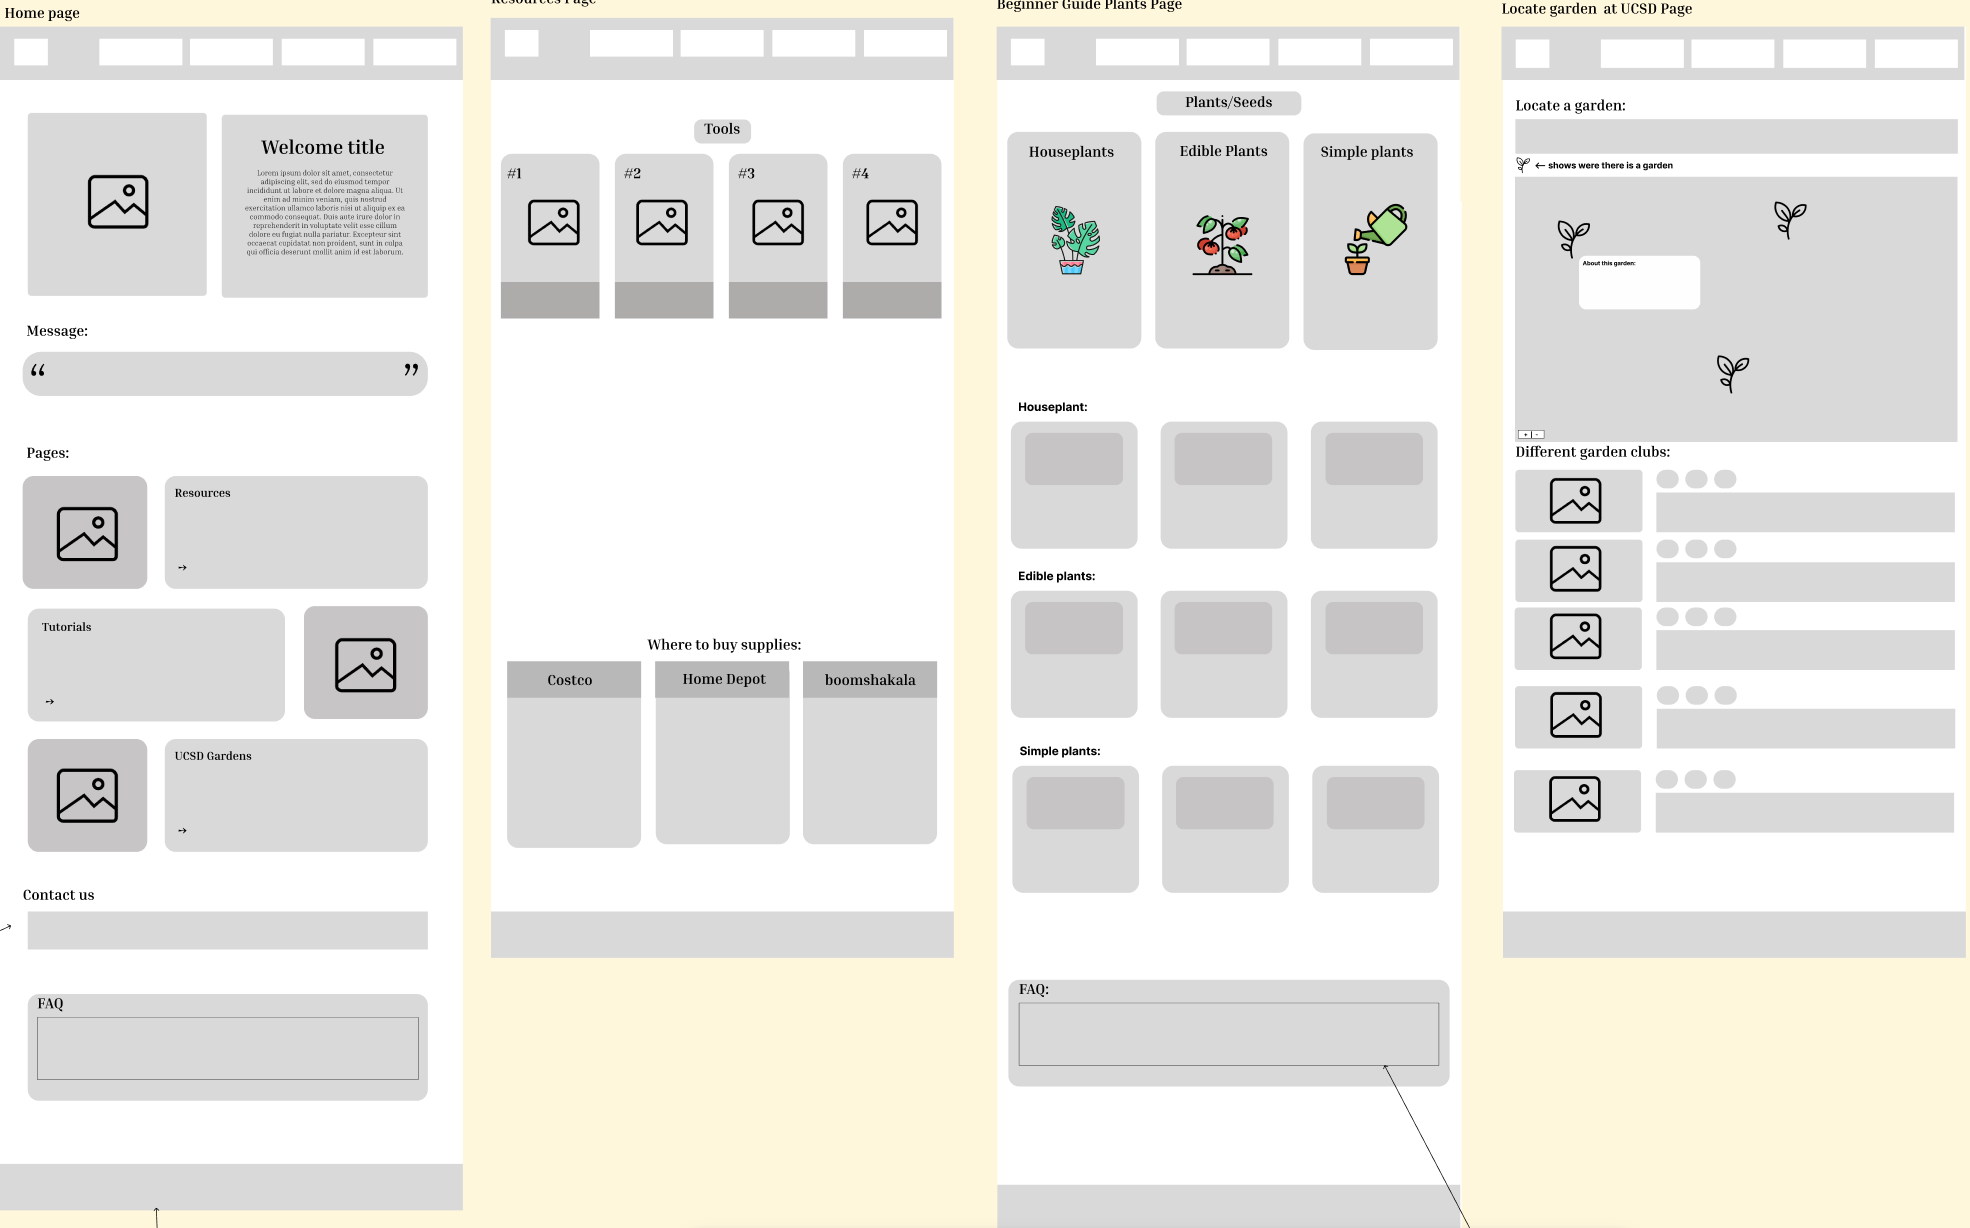 Home page
Welcome title
Lorem ipsum dolor sit amet, consectetur
adipiscing elit, sed do eiusmod tempor
incididunt ut labore et dolore magna aliqua. Ut
enim ad minim veniam, quis nostrud
exercitation ullamco laboris nisi ut aliquip ex ea
commodo consequat. Duis aute irure dolor in
reprehenderit in voluptate velit esse cillum
dolore eu fugiat nulla pariatur. Excepteur sint
occaecat cupidatat non proident, sunt in culpa
qui officia deserunt mollit anim id est laborum.
Message:
“ ”
Pages:
Resources
→
Tutorials
→
UCSD Gardens
→
Contact us
FAQ
Resources Page
Tools
#1
#2
#3
#4
Where to buy supplies:
Costco
Home Depot
boomshakala
Beginner Guide Plants Page
Plants/Seeds
Houseplants
Edible Plants
Simple plants
Houseplant:
Edible plants:
Simple plants:
FAQ:
Locate garden at UCSD Page
Locate a garden:
← shows were there is a garden
About this garden:
+ -
Different garden clubs: